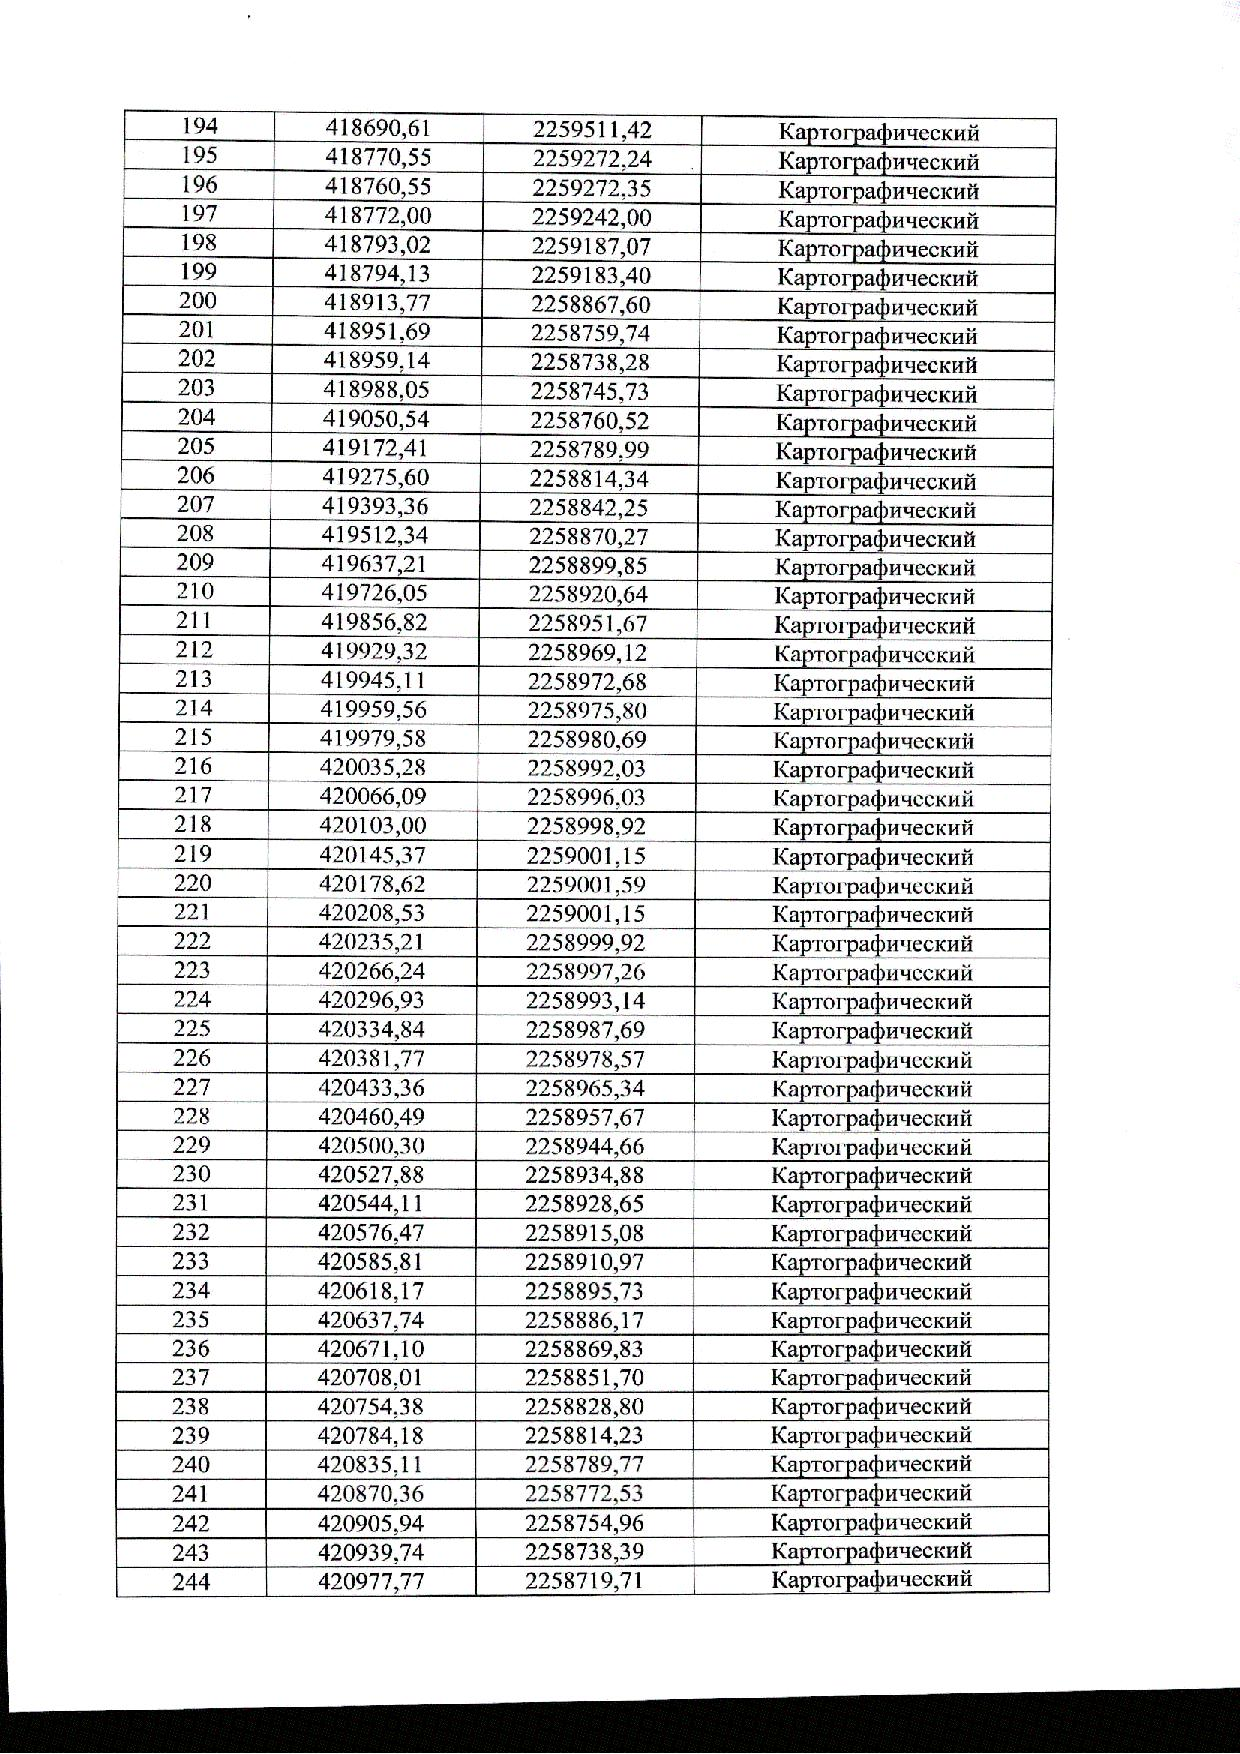 194 418690,61 2259511,42 Картографический
195 418770,55 2259272,24 Картографический
196 418760,55 2259272,35 Картографический
197 418772,00 2259242,00 Картографический
198 418793,02 2259187,07 Картографический
199 418794,13 2259183,40 Картографический
200 418913,77 2258867,60 Картографический
201 418951,69 2258759,74 Картографический
202 418959,14 2258738,28 Картографический
203 418988,05 2258745,73 Картографический
204 419050,54 2258760,52 Картографический
205 419172,41 2258789,99 Картографический
206 419275,60 2258814,34 Картографический
207 419393,36 2258842,25 Картографический
208 419512,34 2258870,27 Картографический
209 419637,21 2258899,85 Картографический
210 419726,05 2258920,64 Картографический
211 419856,82 2258951,67 Картографический
212 419929,32 2258969,12 Картографический
213 419945,11 2258972,68 Картографический
214 419959,56 2258975,80 Картографический
215 419979,58 2258980,69 Картографический
216 420035,28 2258992,03 Картографический
217 420066,09 2258996,03 Картографический
218 420103,00 2258998,92 Картографический
219 420145,37 2259001,15 Картографический
220 420178,62 2259001,59 Картографический
221 420208,53 2259001,15 Картографический
222 420235,21 2258999,92 Картографический
223 420266,24 2258997,26 Картографический
224 420296,93 2258993,14 Картографический
225 420334,84 2258987,69 Картографический
226 420381,77 2258978,57 Картографический
227 420433,36 2258965,34 Картографический
228 420460,49 2258957,67 Картографический
229 420500,30 2258944,66 Картографический
230 420527,88 2258934,88 Картографический
231 420544,11 2258928,65 Картографический
232 420576,47 2258915,08 Картографический
233 420585,81 2258910,97 Картографический
234 420618,17 2258895,73 Картографический
235 420637,74 2258886,17 Картографический
236 420671,10 2258869,83 Картографический
237 420708,01 2258851,70 Картографический
238 420754,38 2258828,80 Картографический
239 420784,18 2258814,23 Картографический
240 420835,11 2258789,77 Картографический
241 420870,36 2258772,53 Картографический
242 420905,94 2258754,96 Картографический
243 420939,74 2258738,39 Картографический
244 420977,77 2258719,71 Картографический